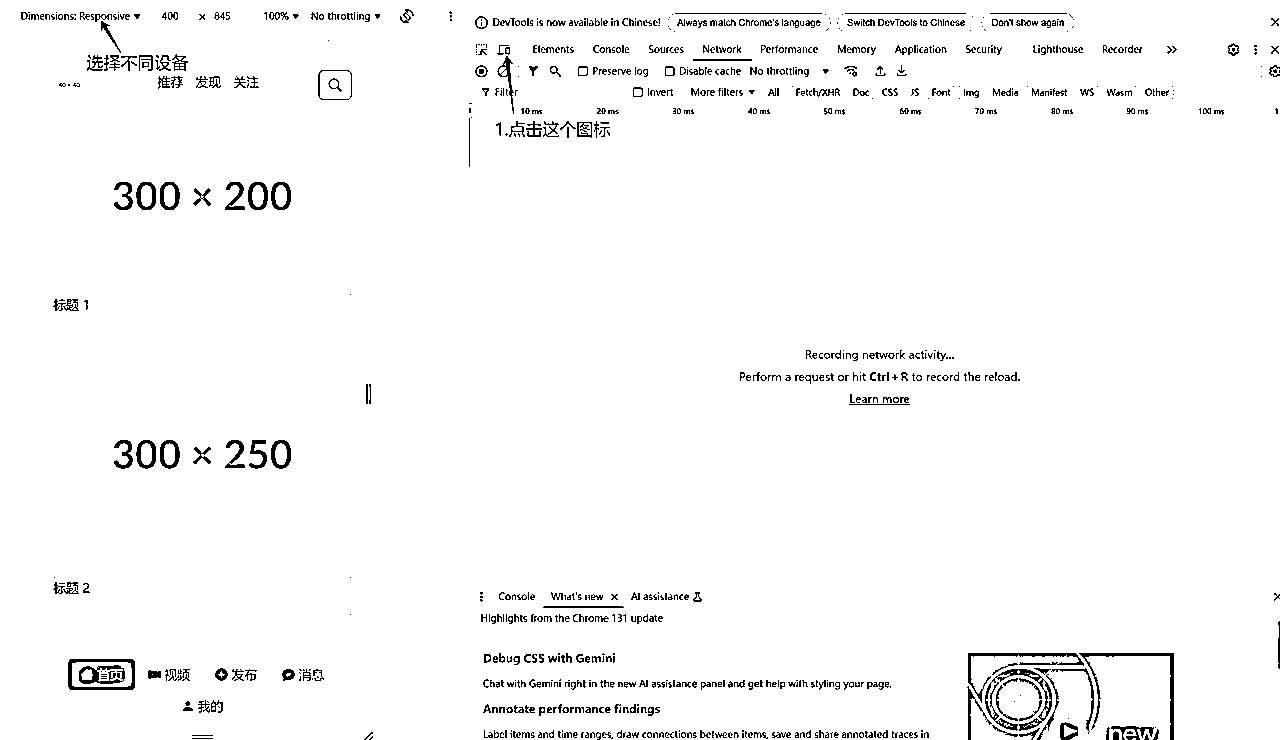 Dimensions: Responsive 400 × 845 100% No throttling
选择不同设备
推荐 发现 关注
300 × 200
标题 1
300 × 250
标题 2
首页 视频 发布 消息
我的
DevTools is now available in Chinese! Always match Chrome's language Switch DevTools to Chinese Don't show again
Elements Console Sources Network Performance Memory Application Security Lighthouse Recorder
Preserve log Disable cache No throttling
Filter Invert More filters All Fetch/XHR Doc CSS JS Font Img Media Manifest WS Wasm Other
10 ms 20 ms 30 ms 40 ms 50 ms 60 ms 70 ms 80 ms 90 ms 100 ms
1.点击这个图标
Recording network activity...
Perform a request or hit Ctrl + R to record the reload.
Learn more
Console What's new AI assistance
Highlights from the Chrome 131 update
Debug CSS with Gemini
Chat with Gemini right in the new AI assistance panel and get help with styling your page.
Annotate performance findings
Label items and time ranges, draw connections between items, save and share annotated traces in
new